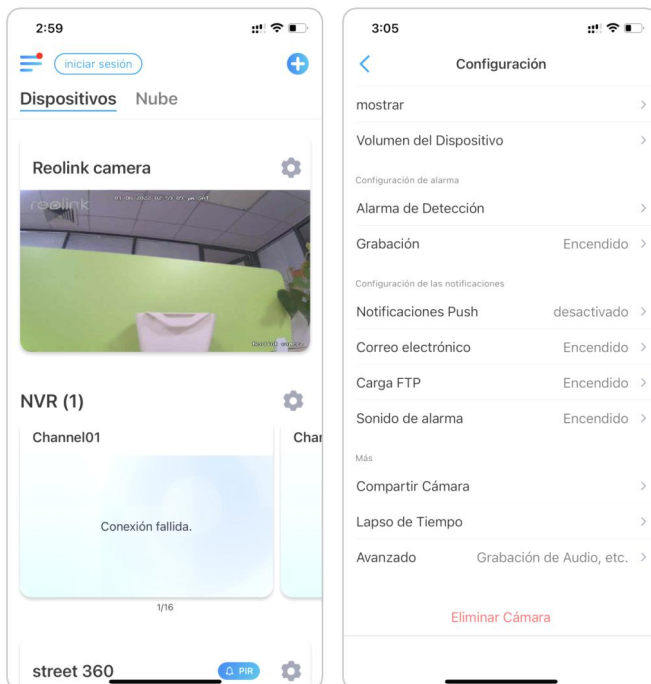 2:59
iniciar sesión
Dispositivos Nube
Reolink camera
reolink
Reolink camera
NVR (1)
Channel01
Char
Conexión fallida.
1/16
street 360
PIR
3:05
Configuración
mostrar
Volumen del Dispositivo
Configuración de alarma
Alarma de Detección
Grabación Encendido
Configuración de las notificaciones
Notificaciones Push desactivado
Correo electrónico Encendido
Carga FTP Encendido
Sonido de alarma Encendido
Más
Compartir Cámara
Lapso de Tiempo
Avanzado Grabación de Audio, etc.
Eliminar Cámara